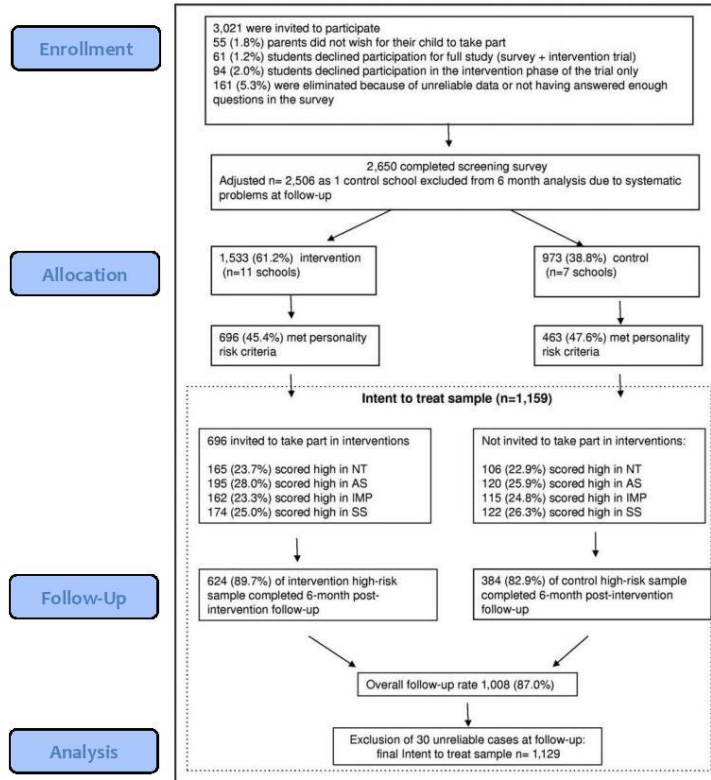 Enrollment
3,021 were invited to participate
55 (1.8%) parents did not wish for their child to take part
61 (1.2%) students declined participation for full study (survey + intervention trial)
94 (2.0%) students declined participation in the intervention phase of the trial only
161 (5.3%) were eliminated because of unreliable data or not having answered enough
questions in the survey
2,650 completed screening survey
Adjusted n= 2,506 as 1 control school excluded from 6 month analysis due to systematic
problems at follow-up
Allocation
1,533 (61.2%) intervention
(n=11 schools)
973 (38.8%) control
(n=7 schools)
696 (45.4%) met personality
risk criteria
463 (47.6%) met personality
risk criteria
Intent to treat sample (n=1,159)
696 invited to take part in interventions
165 (23.7%) scored high in NT
195 (28.0%) scored high in AS
162 (23.3%) scored high in IMP
174 (25.0%) scored high in SS
Not invited to take part in interventions:
106 (22.9%) scored high in NT
120 (25.9%) scored high in AS
115 (24.8%) scored high in IMP
122 (26.3%) scored high in SS
Follow-Up
624 (89.7%) of intervention high-risk
sample completed 6-month post-
intervention follow-up
384 (82.9%) of control high-risk sample
completed 6-month post-intervention
follow-up
Overall follow-up rate 1,008 (87.0%)
Analysis
Exclusion of 30 unreliable cases at follow-up:
final Intent to treat sample n= 1,129